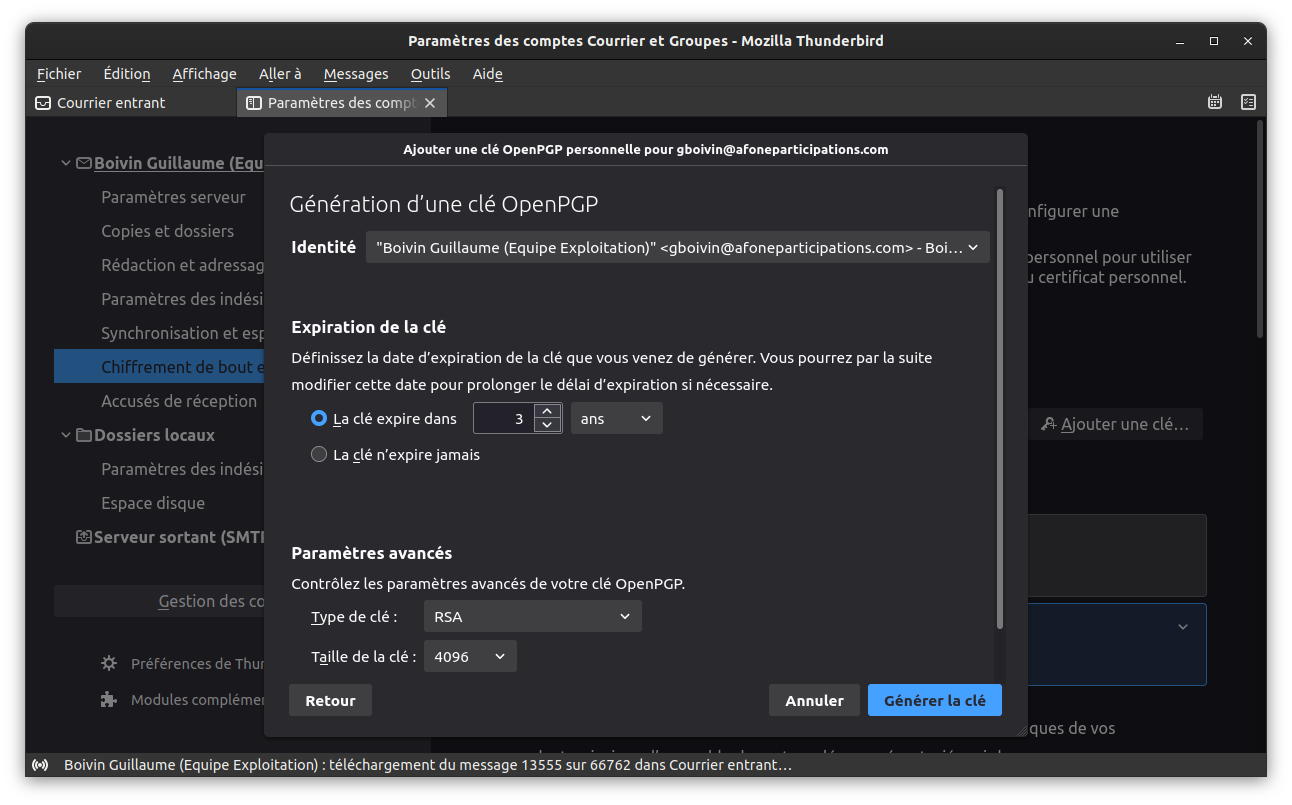 Paramètres des comptes Courrier et Groupes - Mozilla Thunderbird
Fichier Édition Affichage Aller à Messages Outils Aide
Courrier entrant
Paramètres des compt
Boivin Guillaume (Equ
Paramètres serveur
Copies et dossiers
Rédaction et adressag
Paramètres des indési
Synchronisation et esp
Chiffrement de bout e
Accusés de réception
Dossiers locaux
Paramètres des indési
Espace disque
Serveur sortant (SMT
Gestion des co
Préférences de Thun
Modules complémen
Ajouter une clé OpenPGP personnelle pour gboivin@afoneparticipations.com
Génération d’une clé OpenPGP
Identité
"Boivin Guillaume (Equipe Exploitation)" <gboivin@afoneparticipations.com> - Boi…
Expiration de la clé
Définissez la date d’expiration de la clé que vous venez de générer. Vous pourrez par la suite
modifier cette date pour prolonger le délai d’expiration si nécessaire.
La clé expire dans 3 ans
La clé n’expire jamais
Paramètres avancés
Contrôlez les paramètres avancés de votre clé OpenPGP.
Type de clé : RSA
Taille de la clé : 4096
Retour
Annuler
Générer la clé
nfigurer une
personnel pour utiliser
u certificat personnel.
Ajouter une clé…
ques de vos
Boivin Guillaume (Equipe Exploitation) : téléchargement du message 13555 sur 66762 dans Courrier entrant…